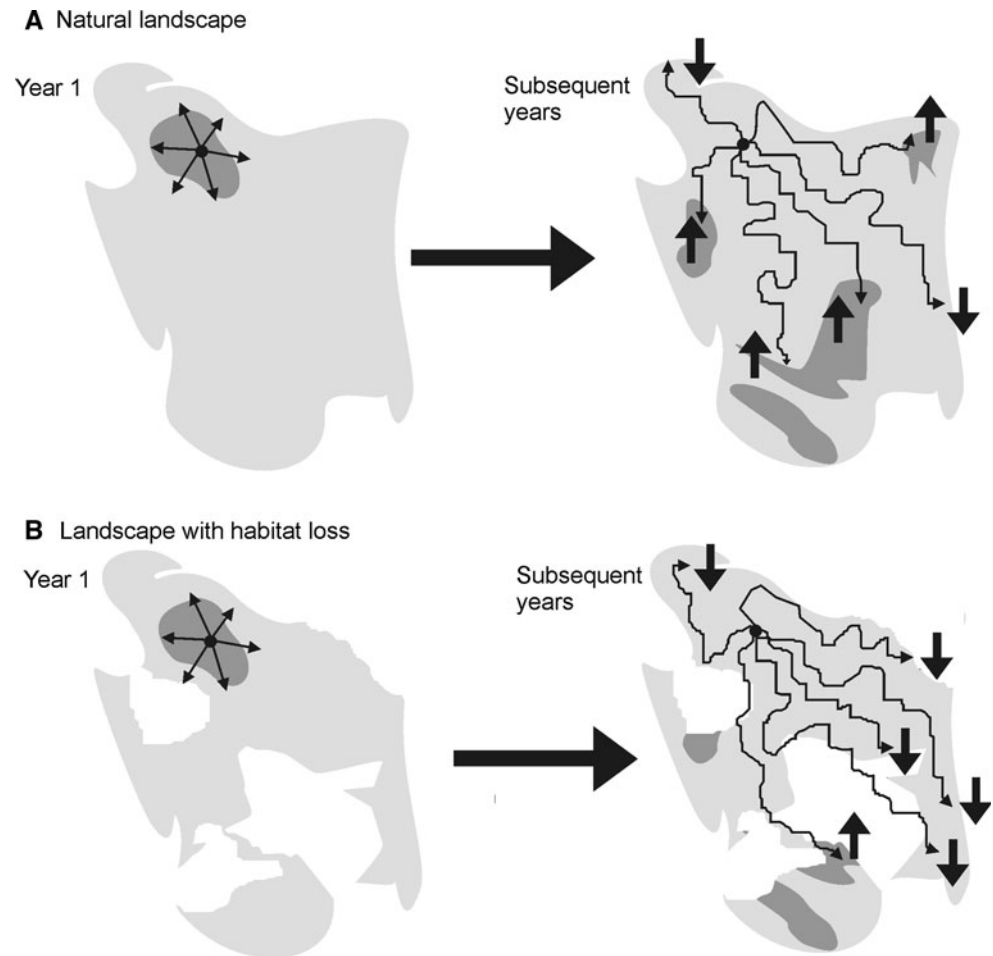 A Natural landscape
Year 1
Subsequent
years
B Landscape with habitat loss
Year 1
Subsequent
years